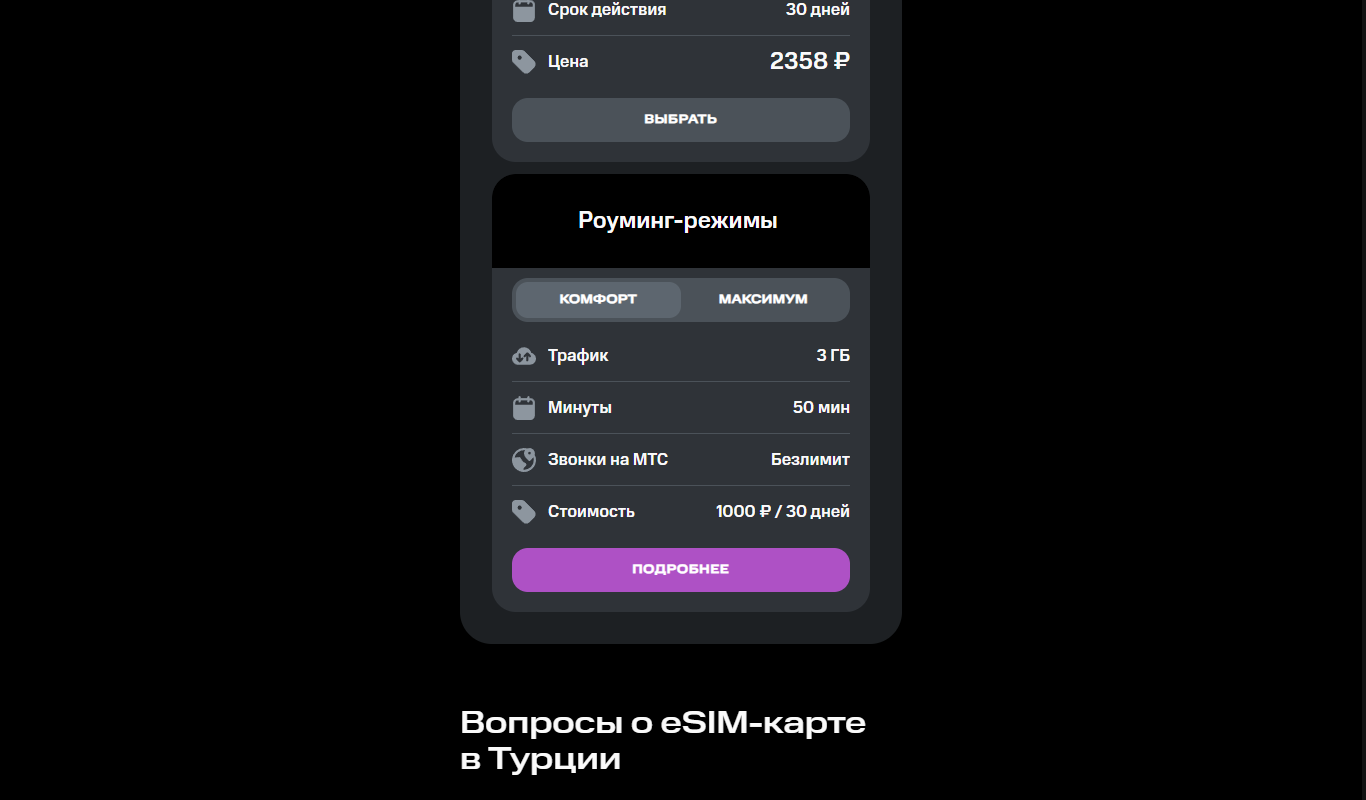 Срок действия 30 дней
Цена 2358 ₽
ВЫБРАТЬ
Роуминг-режимы
КОМФОРТ МАКСИМУМ
Трафик 3 ГБ
Минуты 50 мин
Звонки на МТС Безлимит
Стоимость 1000 ₽ / 30 дней
ПОДРОБНЕЕ
Вопросы о eSIM-карте
в Турции